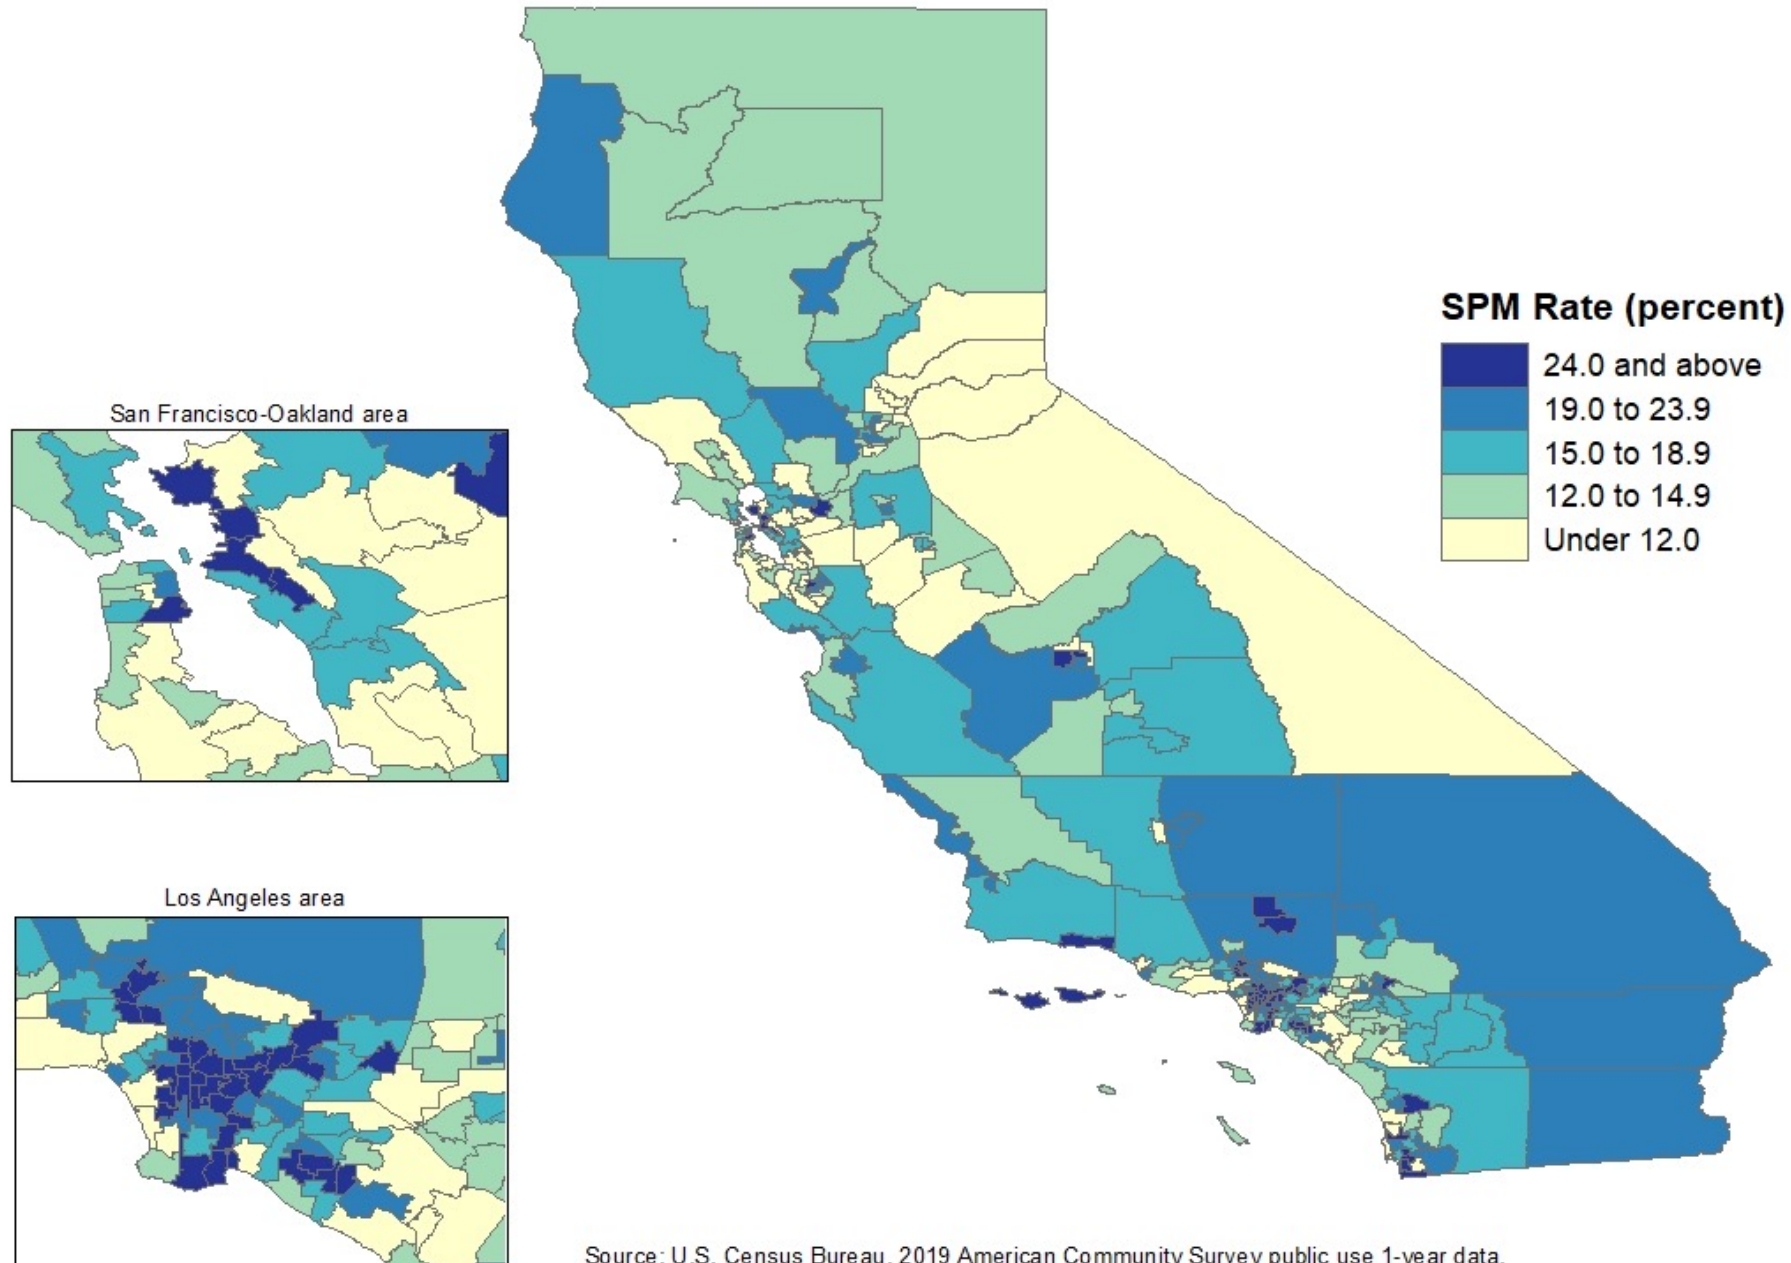 SPM Rate (percent)
24.0 and above
19.0 to 23.9
15.0 to 18.9
12.0 to 14.9
Under 12.0
San Francisco-Oakland area
Los Angeles area
Source: U.S. Census Bureau, 2019 American Community Survey public use 1-year data.